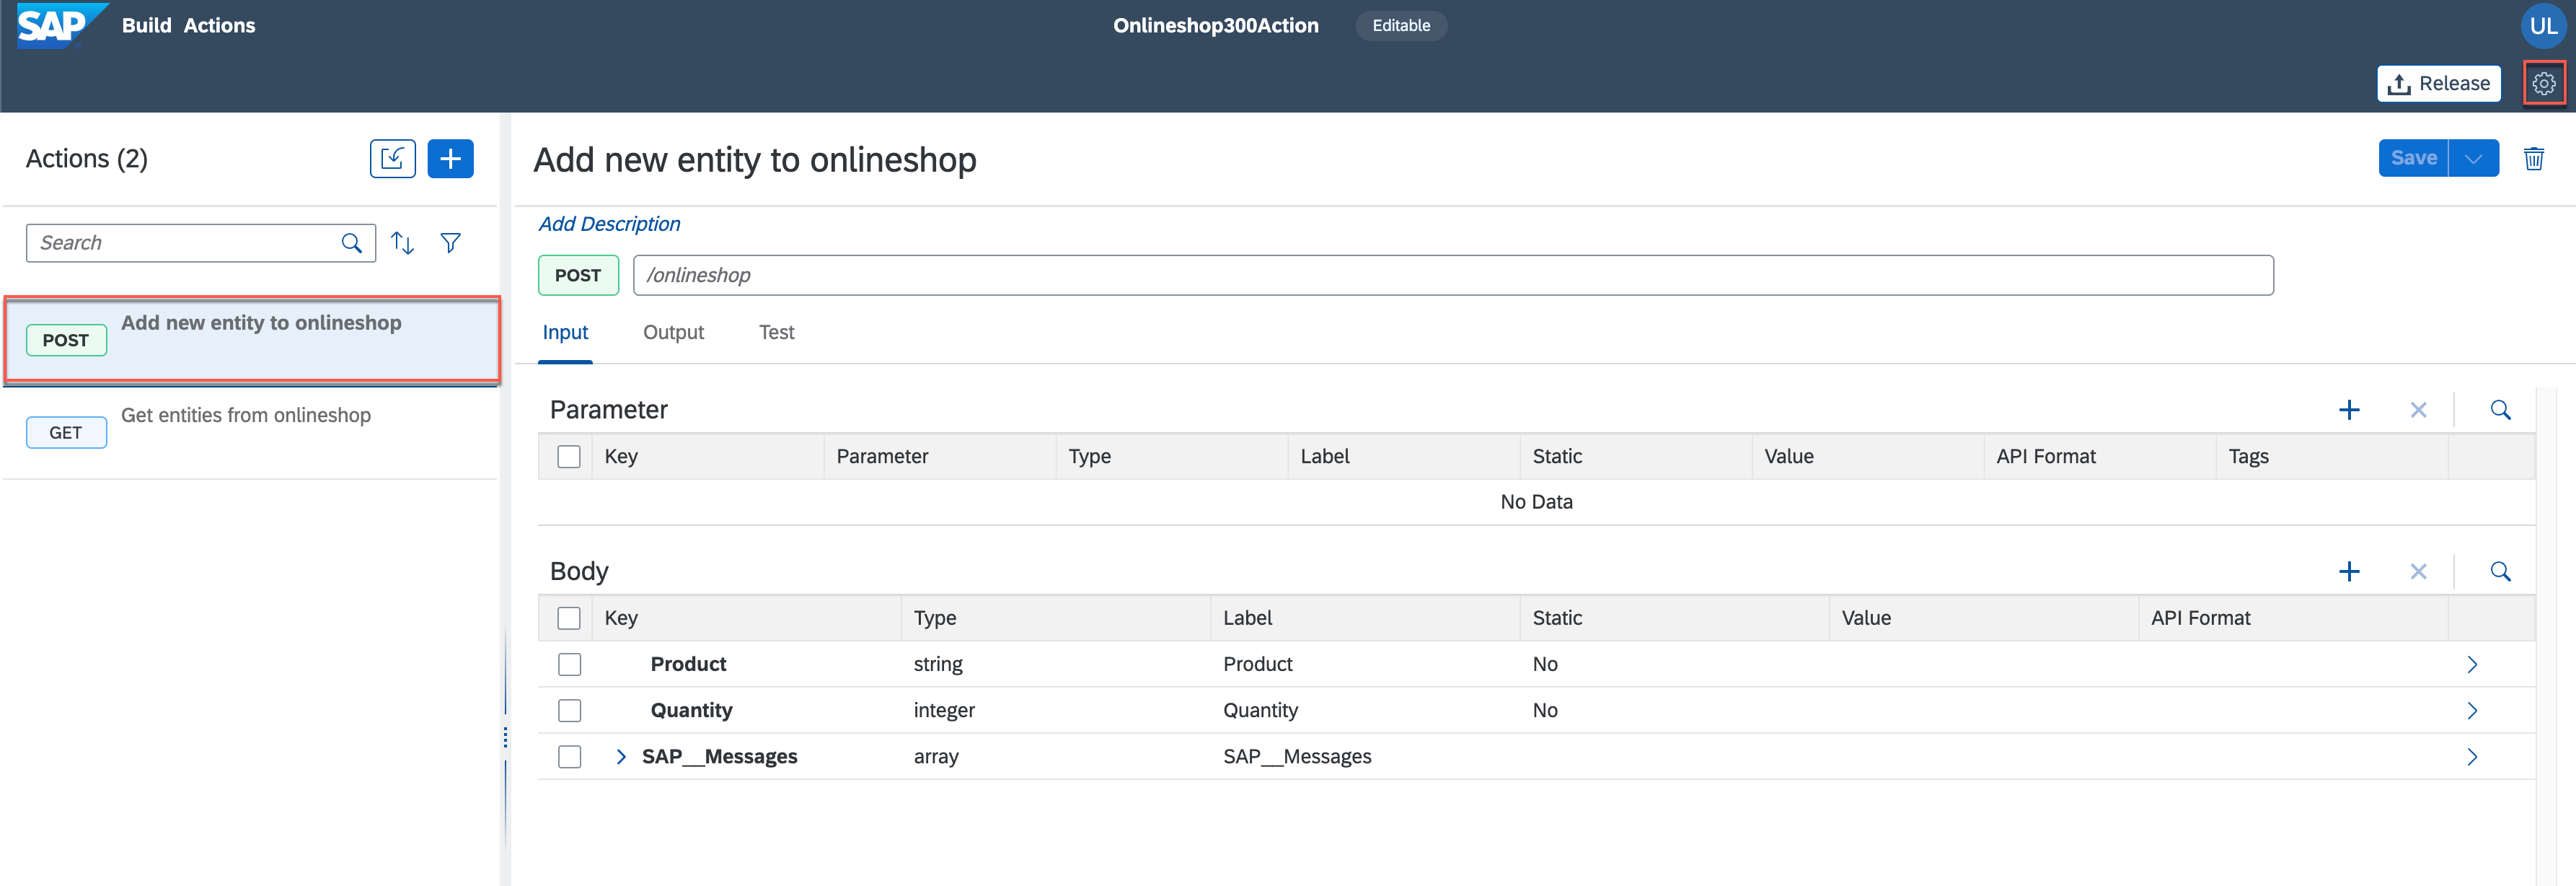 SAP Build Actions
Onlineshop300Action Editable
UL
Release
Actions (2)
Search
POST Add new entity to onlineshop
GET Get entities from onlineshop
Add new entity to onlineshop
Save
Add Description
POST /onlineshop
Input Output Test
Parameter
Key Parameter Type Label Static Value API Format Tags
No Data
Body
Key Type Label Static Value API Format
Product string Product No
Quantity integer Quantity No
SAP__Messages array SAP__Messages